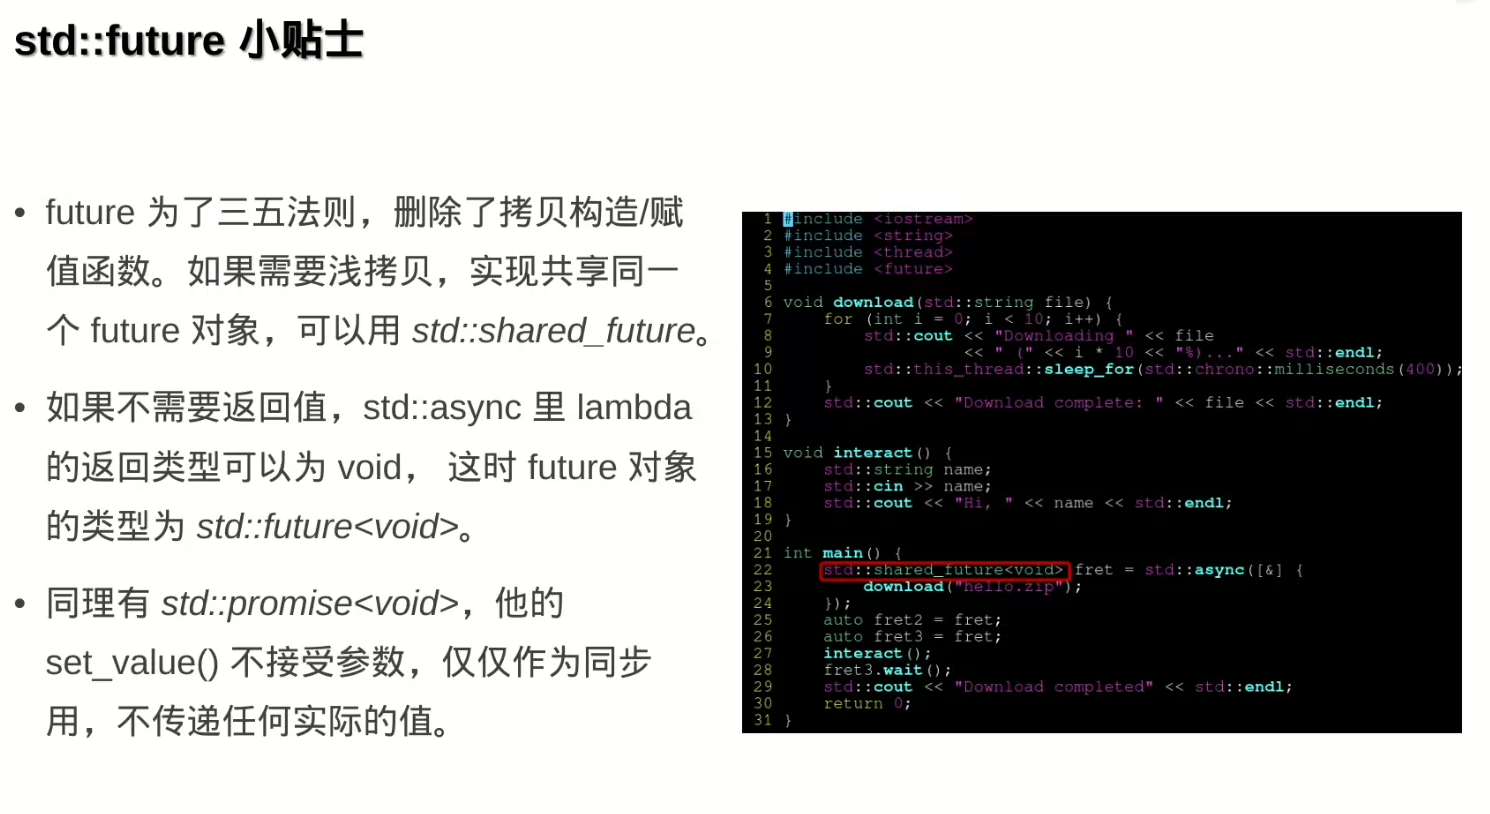 std::future 小贴士
• future 为了三五法则，删除了拷贝构造/赋
值函数。如果需要浅拷贝，实现共享同一
个 future 对象，可以用 std::shared_future。
• 如果不需要返回值，std::async 里 lambda
的返回类型可以为 void， 这时 future 对象
的类型为 std::future<void>。
• 同理有 std::promise<void>，他的
set_value() 不接受参数，仅仅作为同步
用，不传递任何实际的值。
1 #include <iostream>
2 #include <string>
3 #include <thread>
4 #include <future>
5
6 void download(std::string file) {
7     for (int i = 0; i < 10; i++) {
8         std::cout << "Downloading " << file
9                   << " (" << i * 10 << "%)..." << std::endl;
10         std::this_thread::sleep_for(std::chrono::milliseconds(400));
11     }
12     std::cout << "Download complete: " << file << std::endl;
13 }
14
15 void interact() {
16     std::string name;
17     std::cin >> name;
18     std::cout << "Hi, " << name << std::endl;
19 }
20
21 int main() {
22     std::shared_future<void> fret = std::async([&] {
23         download("hello.zip");
24     });
25     auto fret2 = fret;
26     auto fret3 = fret;
27     interact();
28     fret3.wait();
29     std::cout << "Download completed" << std::endl;
30     return 0;
31 }